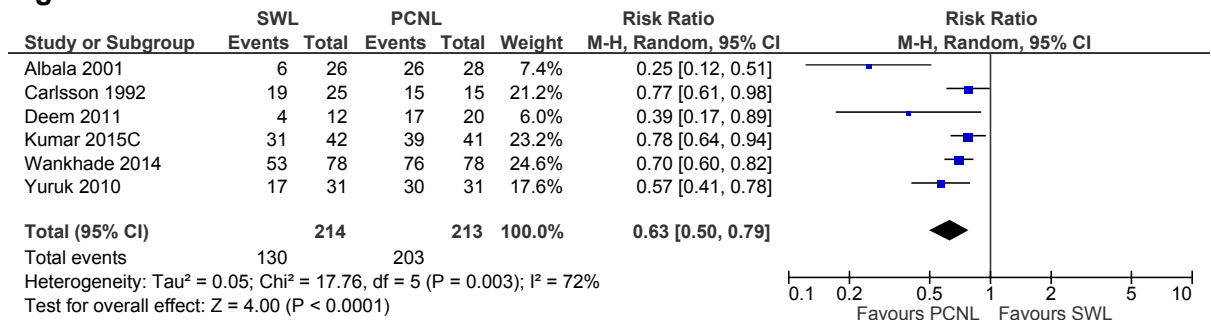 SWL PCNL Risk Ratio Risk Ratio
Study or Subgroup Events Total Events Total Weight M-H, Random, 95% CI M-H, Random, 95% CI
Albala 2001 6 26 26 28 7.4% 0.25 [0.12, 0.51]
Carlsson 1992 19 25 15 15 21.2% 0.77 [0.61, 0.98]
Deem 2011 4 12 17 20 6.0% 0.39 [0.17, 0.89]
Kumar 2015C 31 42 39 41 23.2% 0.78 [0.64, 0.94]
Wankhade 2014 53 78 76 78 24.6% 0.70 [0.60, 0.82]
Yuruk 2010 17 31 30 31 17.6% 0.57 [0.41, 0.78]
Total (95% CI) 214 213 100.0% 0.63 [0.50, 0.79]
Total events 130 203
Heterogeneity: Tau² = 0.05; Chi² = 17.76, df = 5 (P = 0.003); I² = 72%
Test for overall effect: Z = 4.00 (P < 0.0001)
0.1 0.2 0.5 1 2 5 10
Favours PCNL Favours SWL